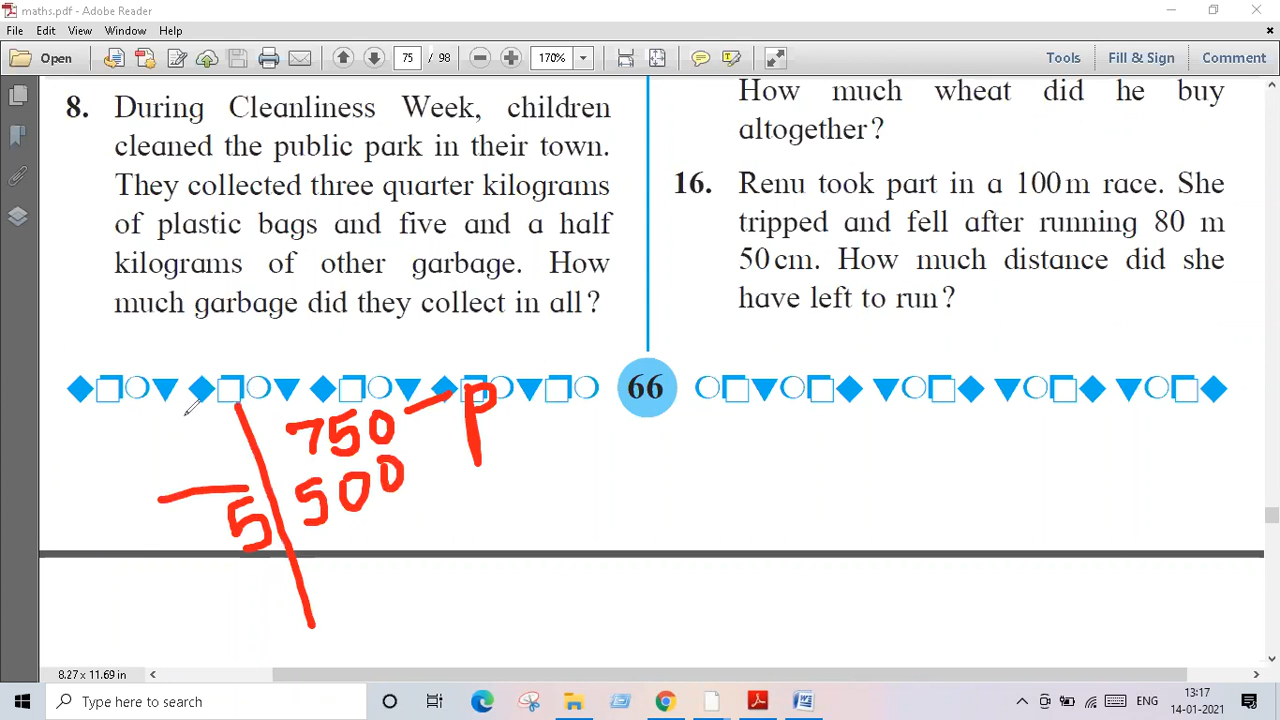 maths.pdf - Adobe Reader
File Edit View Window Help
Open 75 / 98 170% Tools Fill & Sign Comment
8. During Cleanliness Week, children
cleaned the public park in their town.
They collected three quarter kilograms
of plastic bags and five and a half
kilograms of other garbage. How
much garbage did they collect in all?
How much wheat did he buy
altogether?
16. Renu took part in a 100 m race. She
tripped and fell after running 80 m
50 cm. How much distance did she
have left to run?
66
750 — P
5 500
8.27 x 11.69 in
Type here to search
ENG
13:17
14-01-2021